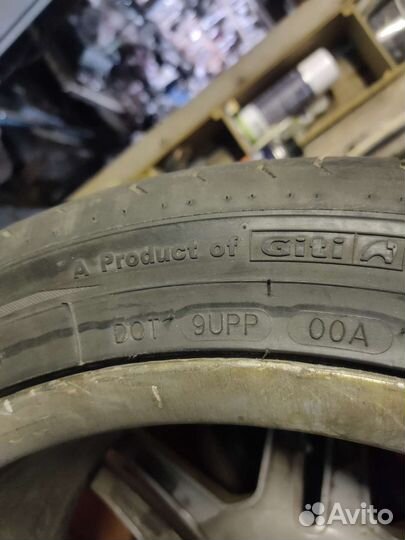 A Product of Giti
DOT 9UPP 00A
Avito